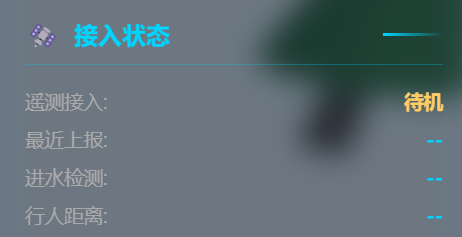 接入状态
遥测接入: 待机
最近上报: --
进水检测: --
行人距离: --